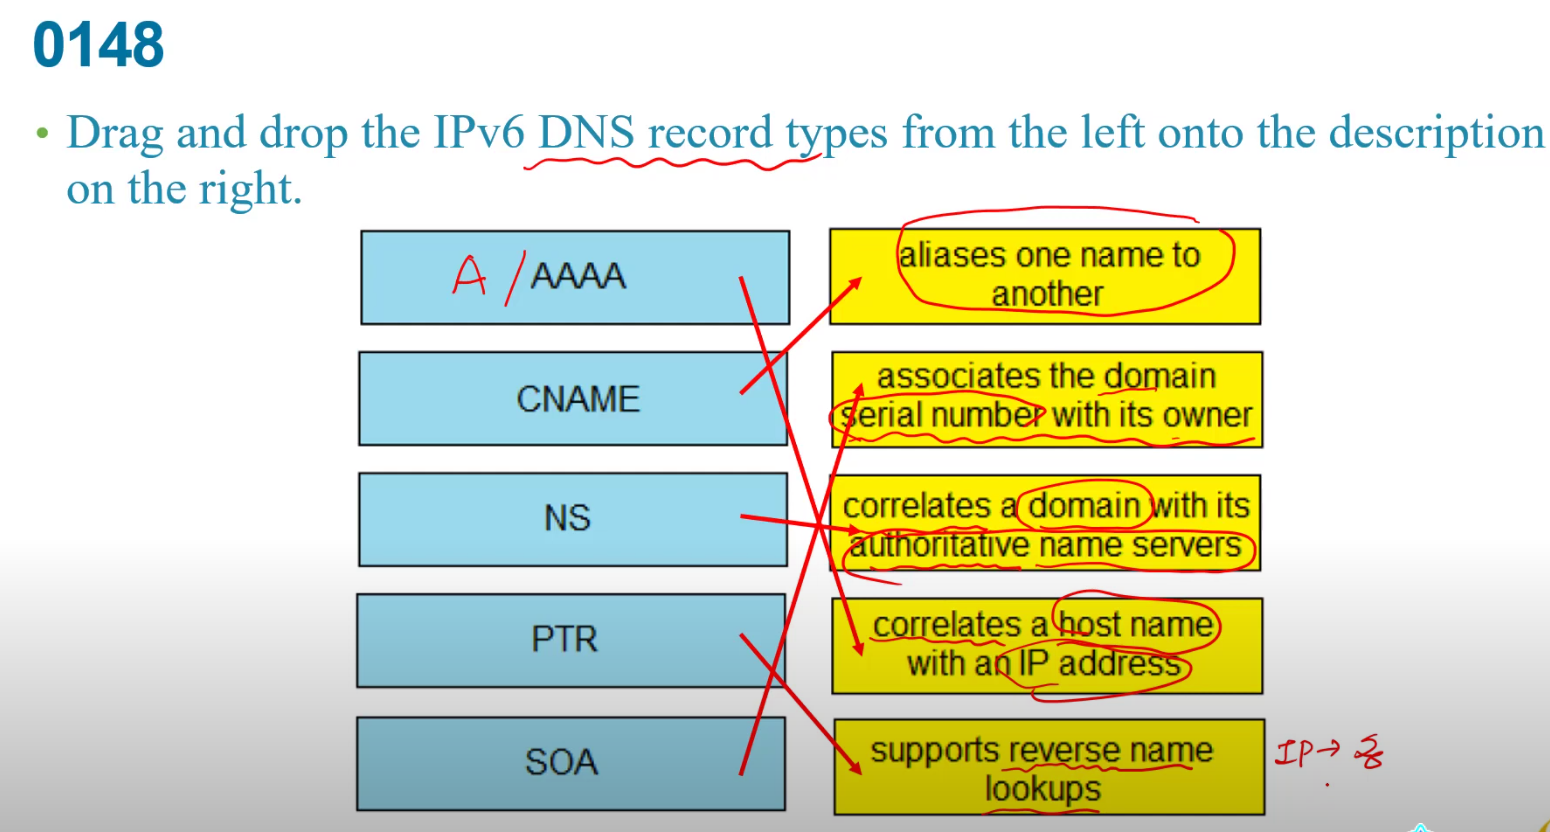 0148
• Drag and drop the IPv6 DNS record types from the left onto the description
on the right.
A / AAAA
aliases one name to
another
CNAME
associates the domain
serial number with its owner
NS
correlates a domain with its
authoritative name servers
PTR
correlates a host name
with an IP address
SOA
supports reverse name
lookups
IP→